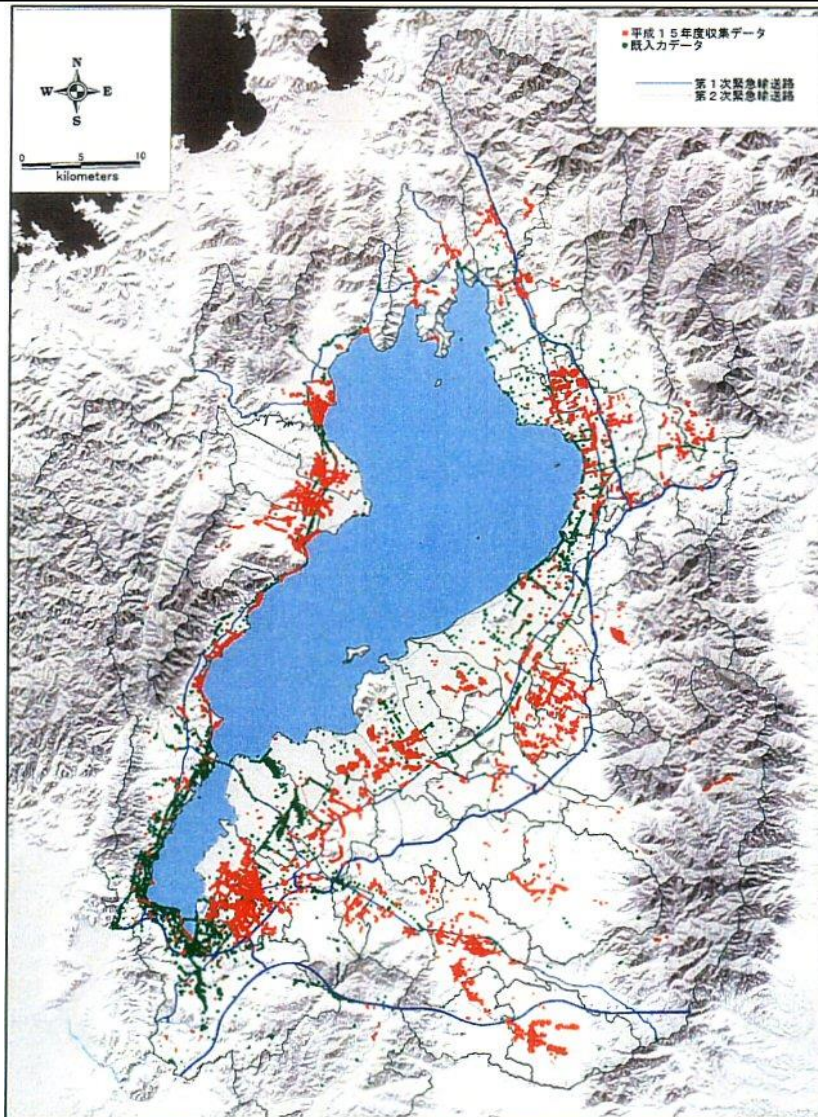 N
W E
S
0 5 10
kilometers
平成１５年度収集データ
既入力データ
第１次緊急輸送路
第２次緊急輸送路